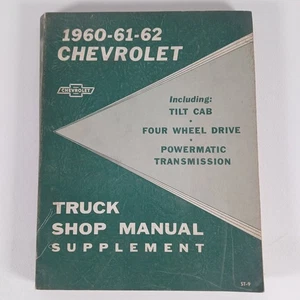 1960-61-62
CHEVROLET
CHEVROLET
Including:
TILT CAB
•
FOUR WHEEL DRIVE
•
POWERMATIC
TRANSMISSION
TRUCK
SHOP MANUAL
SUPPLEMENT